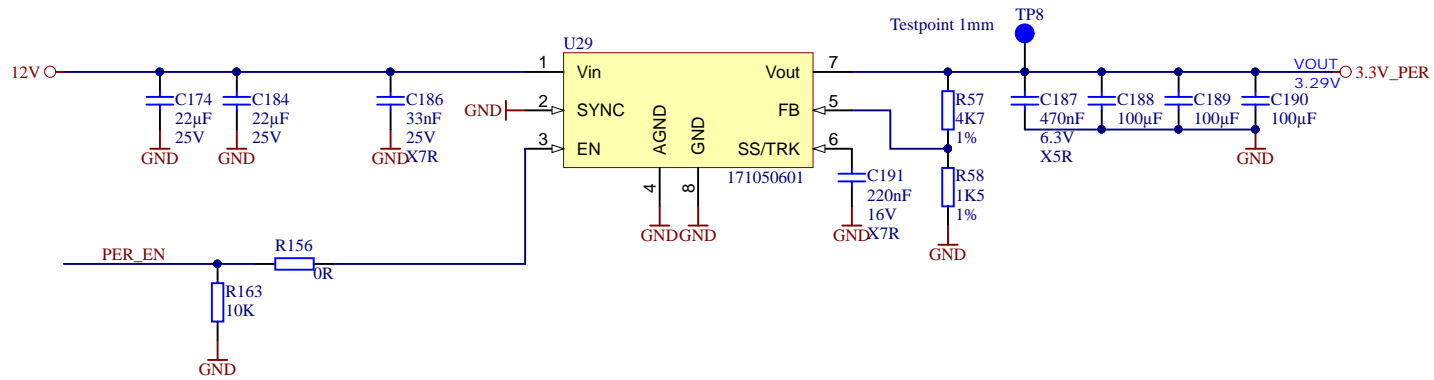 Testpoint 1mm
TP8
U29
12V
1
Vin
Vout
7
VOUT
3.29V
3.3V_PER
C174
22µF
25V
GND
C184
22µF
25V
GND
C186
33nF
25V
X7R
GND
GND
2
SYNC
FB
5
3
EN
SS/TRK
6
AGND
GND
4
8
171050601
GND
GND
C191
220nF
16V
X7R
GND
R57
4K7
1%
R58
1K5
1%
GND
C187
470nF
6.3V
X5R
C188
100µF
C189
100µF
C190
100µF
GND
PER_EN
R156
0R
R163
10K
GND